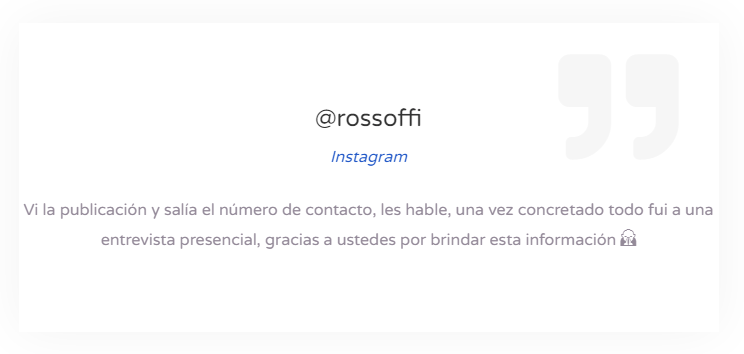 @rossoffi
Instagram
Vi la publicación y salía el número de contacto, les hable, una vez concretado todo fui a una
entrevista presencial, gracias a ustedes por brindar esta información